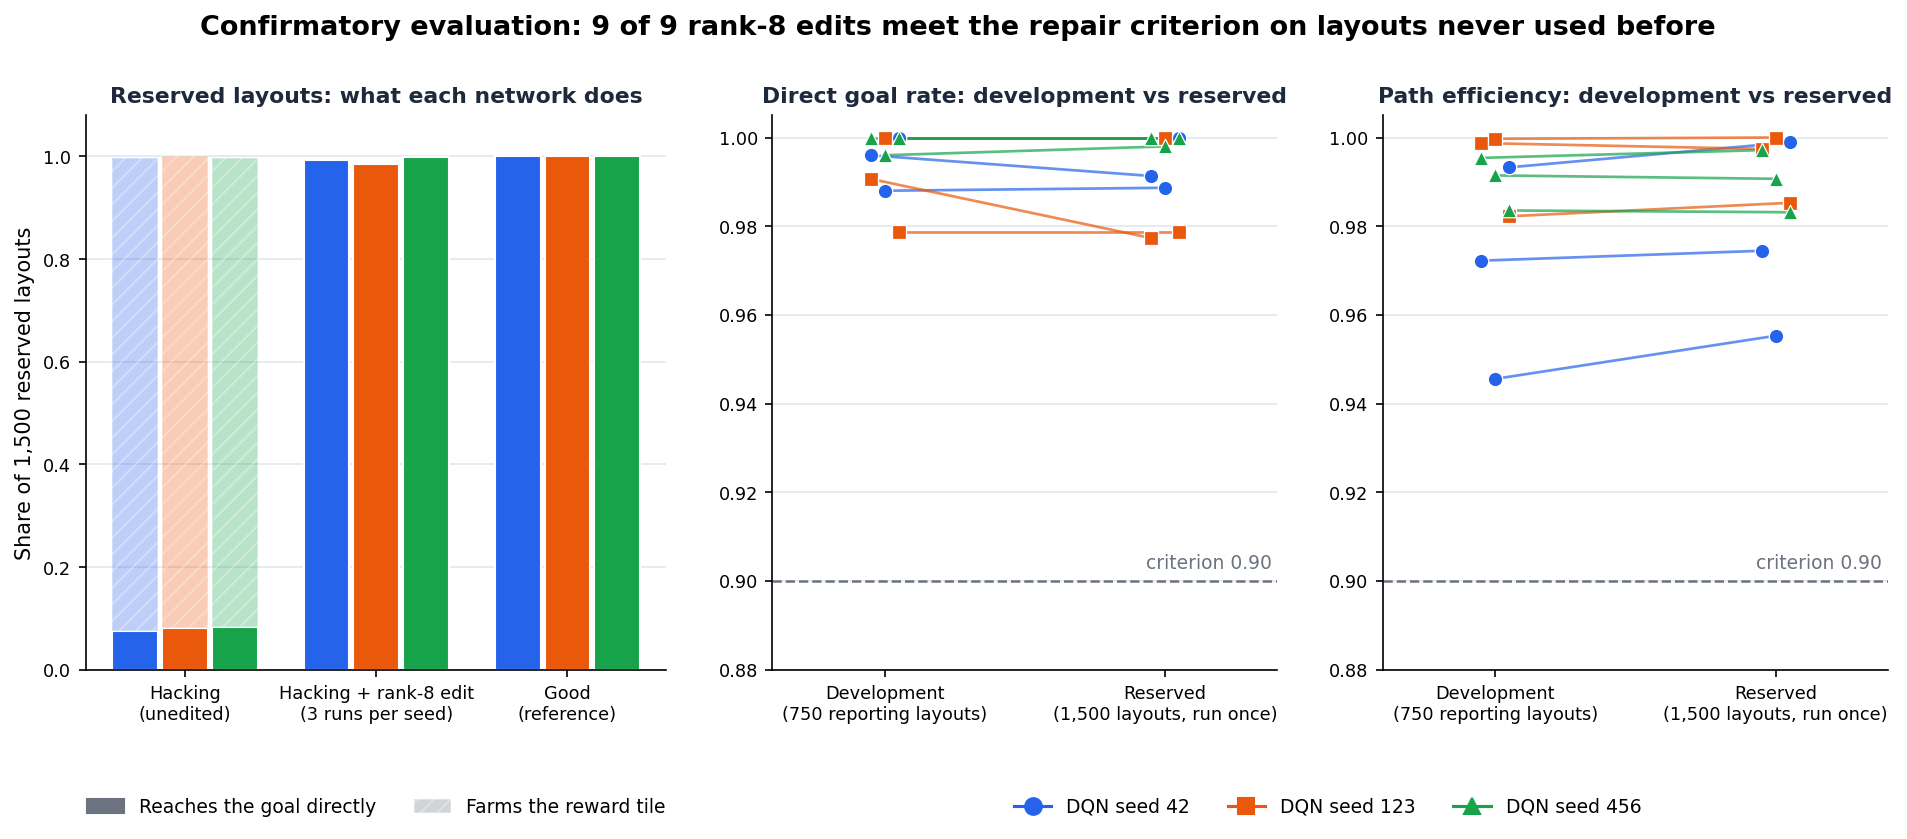 Confirmatory evaluation: 9 of 9 rank-8 edits meet the repair criterion on layouts never used before
Reserved layouts: what each network does
Share of 1,500 reserved layouts
1.0
0.8
0.6
0.4
0.2
0.0
Hacking
(unedited)
Hacking + rank-8 edit
(3 runs per seed)
Good
(reference)
Reaches the goal directly
Farms the reward tile
Direct goal rate: development vs reserved
1.00
0.98
0.96
0.94
0.92
0.90
0.88
criterion 0.90
Development
(750 reporting layouts)
Reserved
(1,500 layouts, run once)
Path efficiency: development vs reserved
1.00
0.98
0.96
0.94
0.92
0.90
0.88
criterion 0.90
Development
(750 reporting layouts)
Reserved
(1,500 layouts, run once)
DQN seed 42
DQN seed 123
DQN seed 456